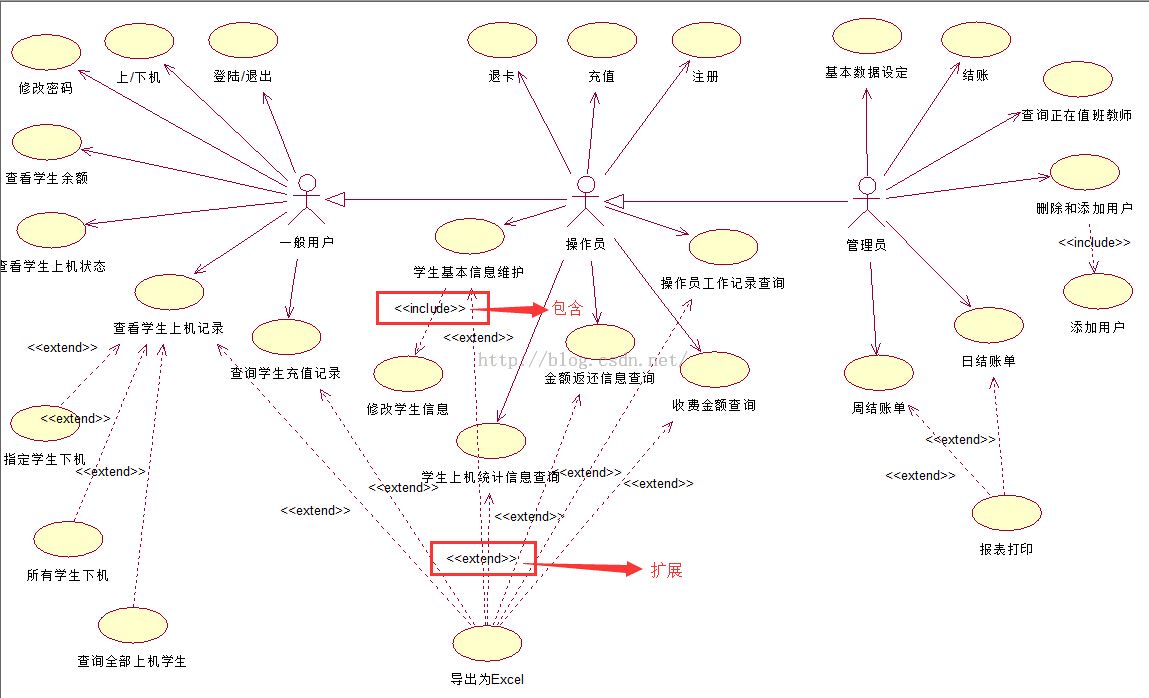 修改密码
上/下机
登陆/退出
退卡
充值
注册
基本数据设定
结账
查询正在值班教师
查看学生余额
删除和添加用户
<<include>>
一般用户
操作员
管理员
查看学生上机状态
学生基本信息维护
操作员工作记录查询
<<include>>
包含
添加用户
查看学生上机记录
<<extend>>
<<extend>>
http://blog.csdn.net/
日结账单
查询学生充值记录
金额返还信息查询
修改学生信息
收费金额查询
周结账单
<<extend>>
<<extend>>
指定学生下机
<<extend>>
学生上机统计信息查询
<<extend>>
<<extend>>
<<extend>>
<<extend>>
<<extend>>
<<extend>>
<<extend>>
报表打印
<<extend>>
扩展
所有学生下机
查询全部上机学生
导出为Excel